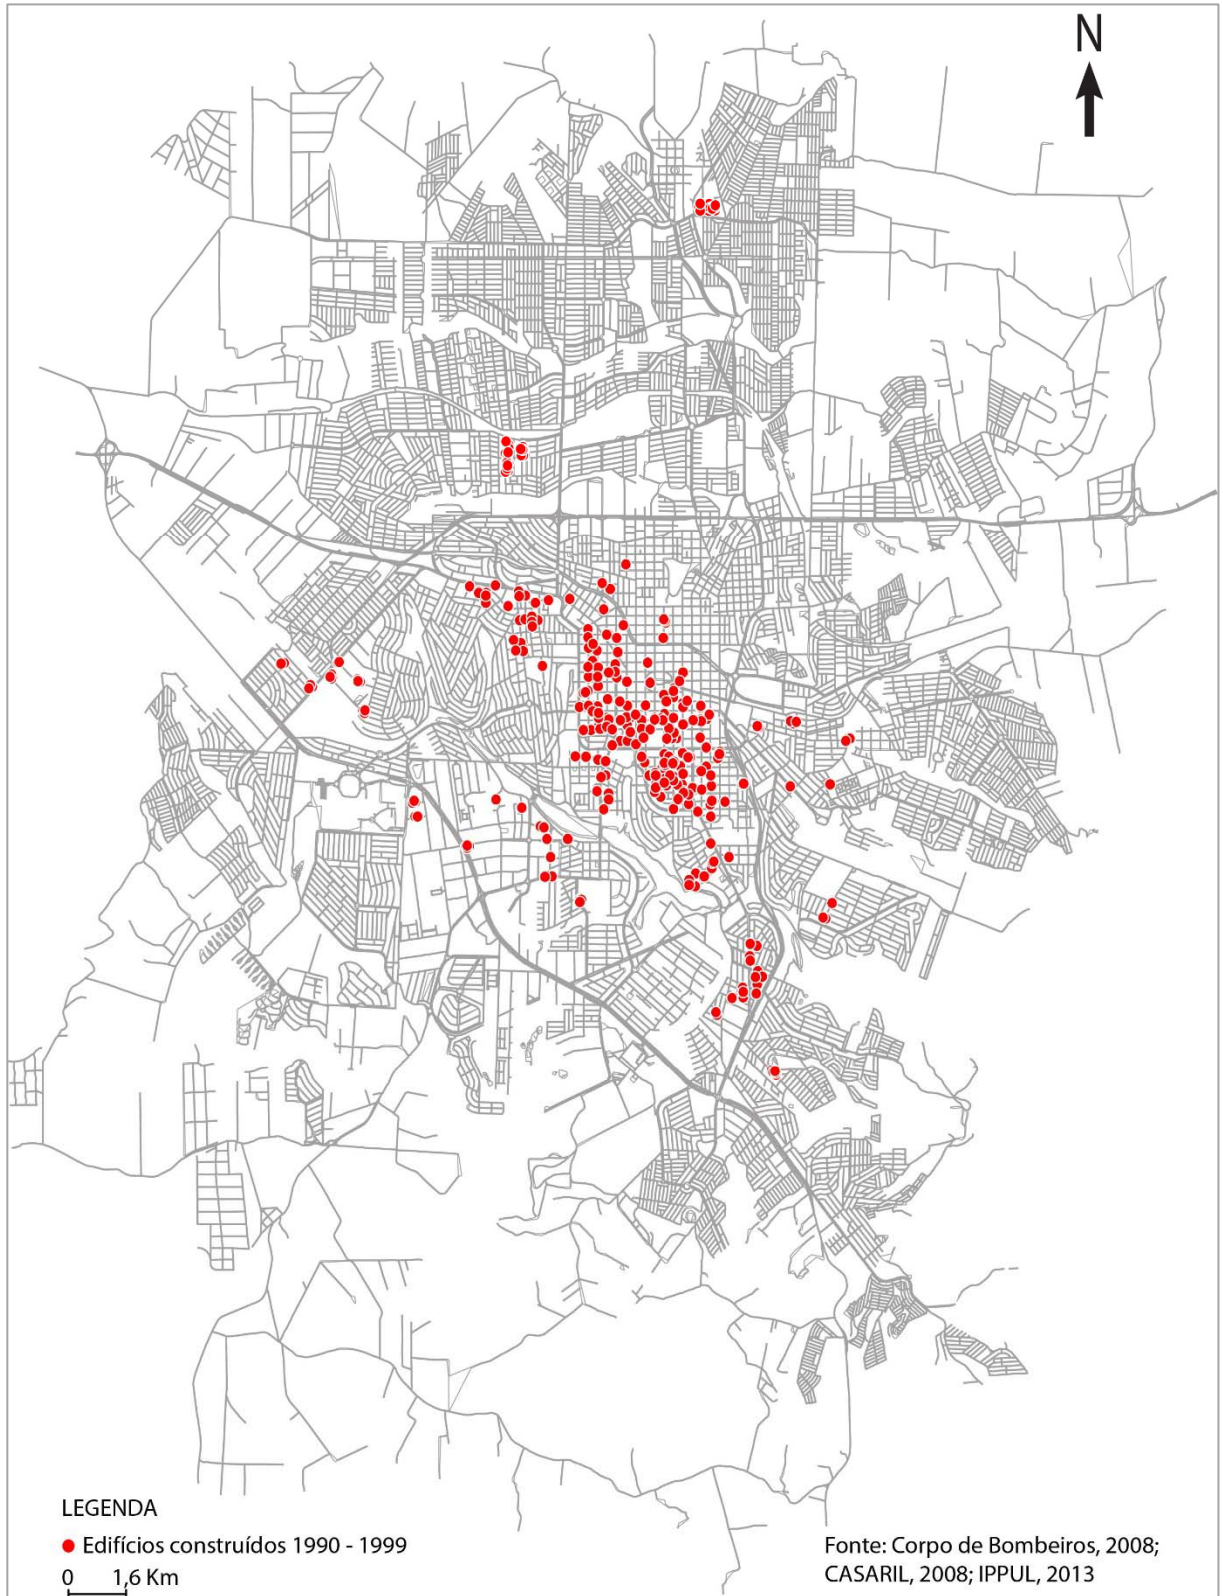 N
LEGENDA
Edifícios construídos 1990 - 1999
0 1,6 Km
Fonte: Corpo de Bombeiros, 2008;
CASARIL, 2008; IPPUL, 2013